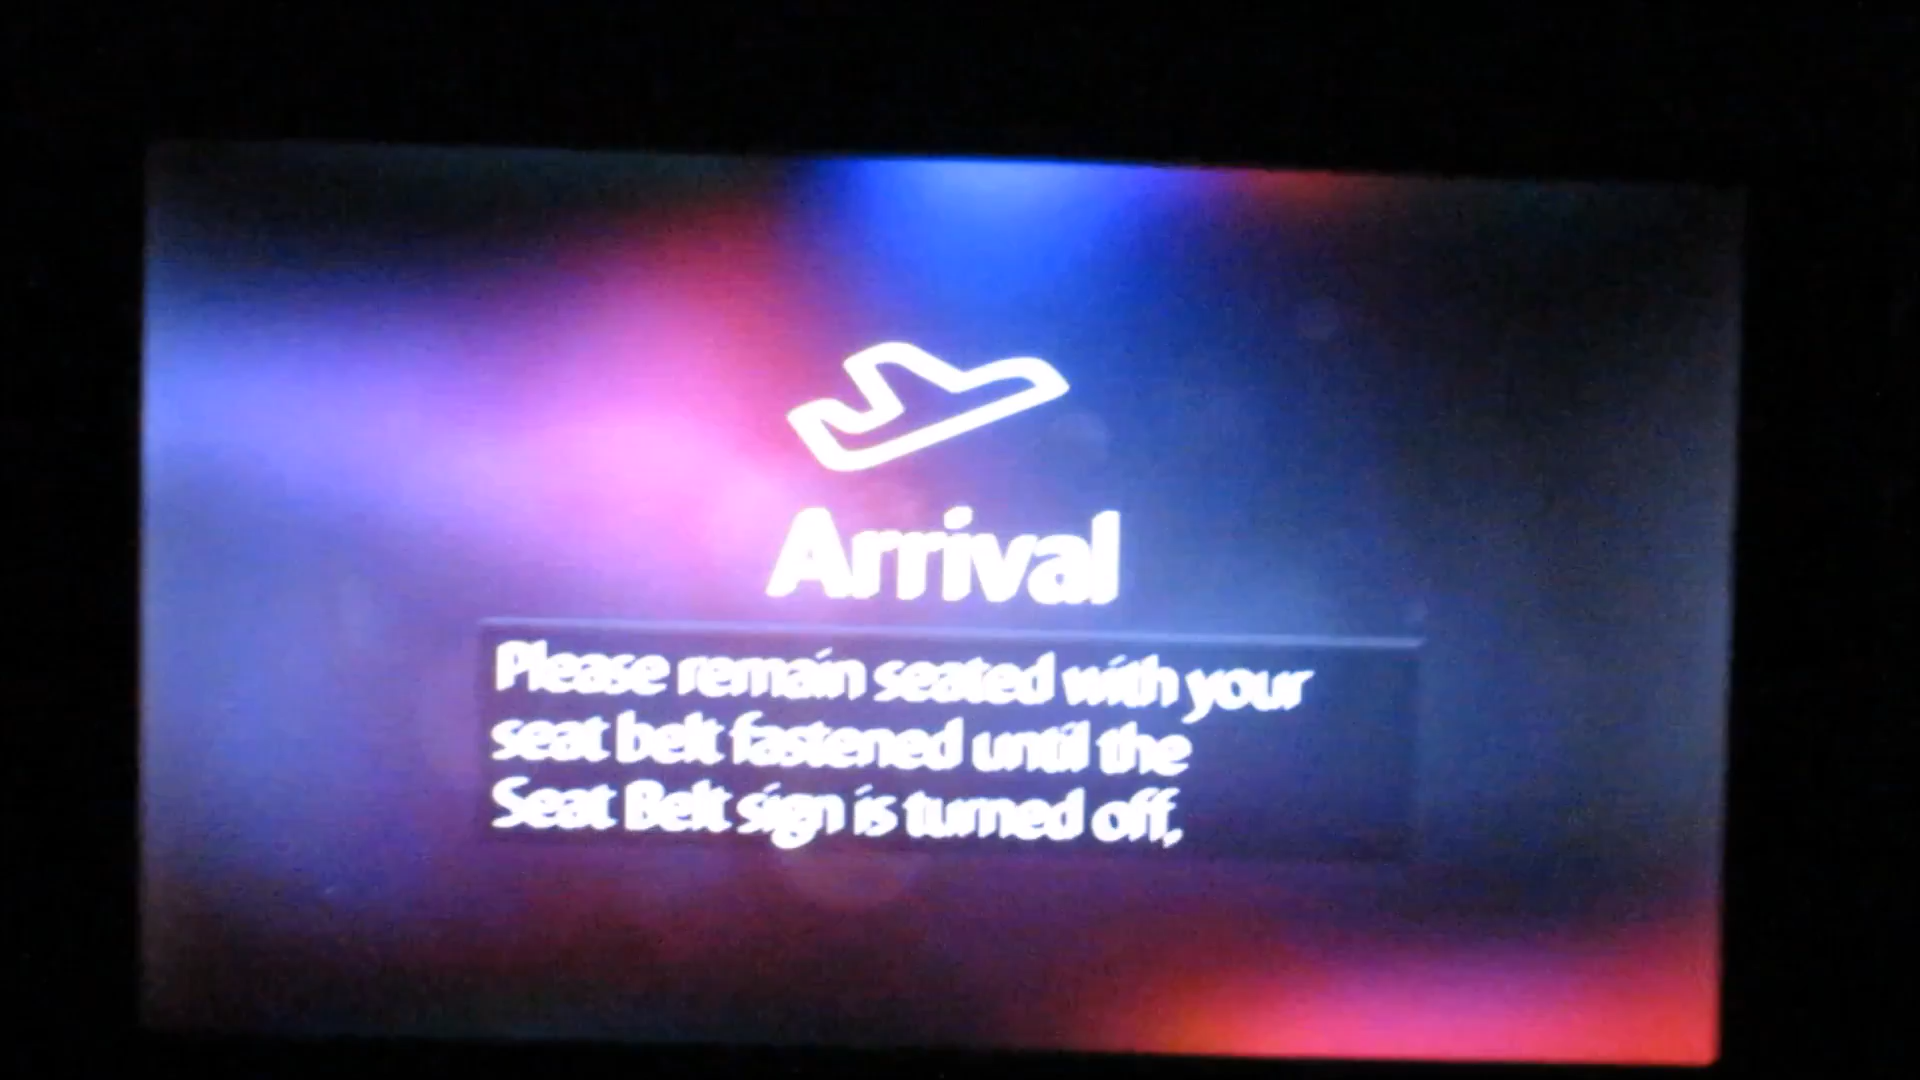 Arrival
Please remain seated with your
seat belt fastened until the
Seat Belt sign is turned off.